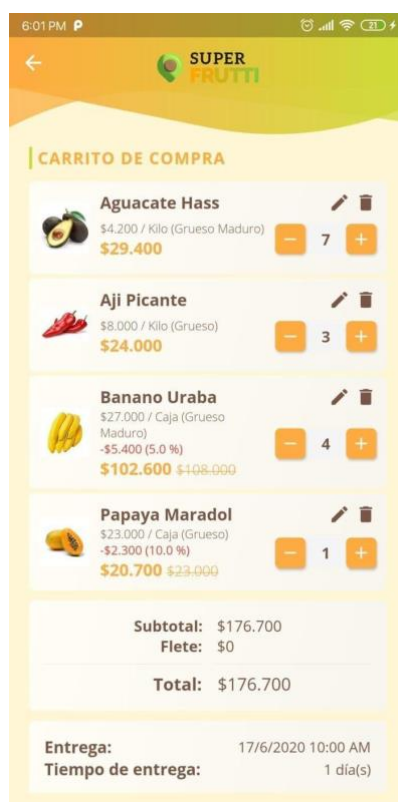 6:01 PM P
21
SUPER
FRUTTI
CARRITO DE COMPRA
Aguacate Hass
$4.200 / Kilo (Grueso Maduro)
$29.400
− 7 +
Aji Picante
$8.000 / Kilo (Grueso)
$24.000
− 3 +
Banano Uraba
$27.000 / Caja (Grueso
Maduro)
-$5.400 (5.0 %)
$102.600 $108.000
− 4 +
Papaya Maradol
$23.000 / Caja (Grueso)
-$2.300 (10.0 %)
$20.700 $23.000
− 1 +
Subtotal: $176.700
Flete: $0
Total: $176.700
Entrega: 17/6/2020 10:00 AM
Tiempo de entrega: 1 día(s)